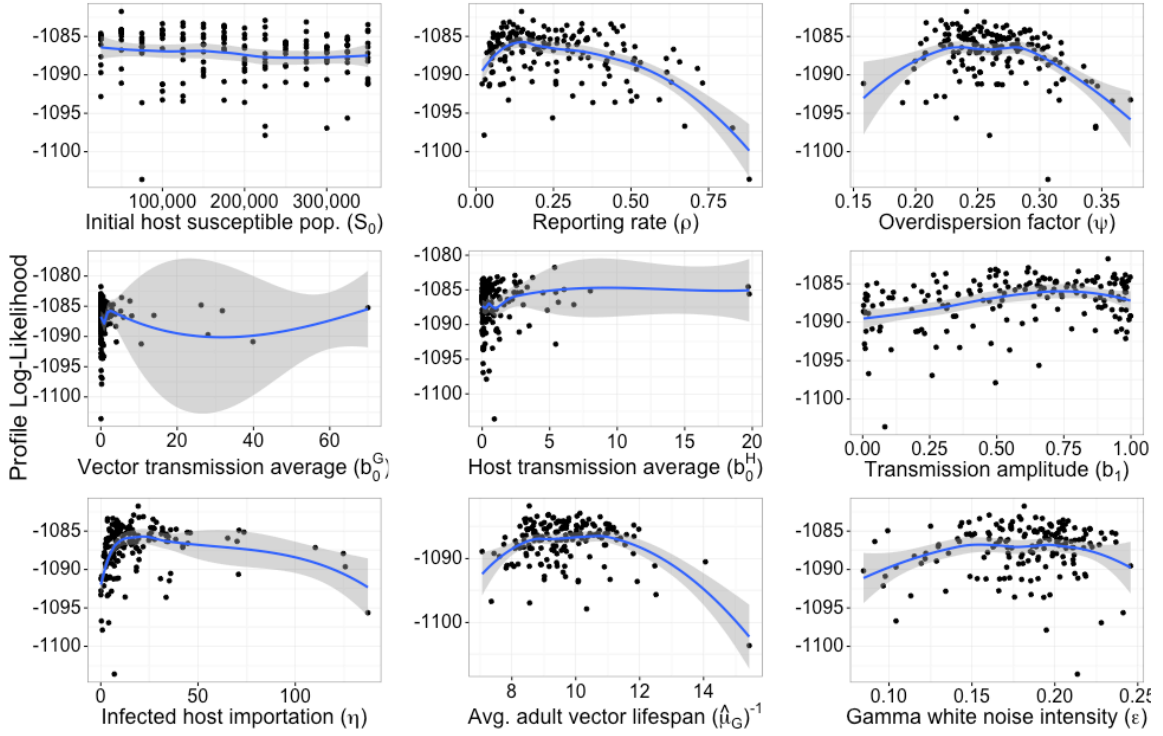 Profile Log-Likelihood
-1085
-1090
-1095
-1100
100,000 200,000 300,000
Initial host susceptible pop. (S₀)
-1085
-1090
-1095
-1100
0.00 0.25 0.50 0.75
Reporting rate (ρ)
-1085
-1090
-1095
-1100
0.15 0.20 0.25 0.30 0.35
Overdispersion factor (ψ)
-1080
-1085
-1090
-1095
-1100
0 20 40 60
Vector transmission average (b₀ᴳ)
-1080
-1085
-1090
-1095
-1100
0 5 10 15 20
Host transmission average (b₀ᴴ)
-1085
-1090
-1095
-1100
0.00 0.25 0.50 0.75 1.00
Transmission amplitude (b₁)
-1085
-1090
-1095
-1100
0 50 100
Infected host importation (η)
-1090
-1100
8 10 12 14
Avg. adult vector lifespan (μ̂_G)⁻¹
-1085
-1090
-1095
-1100
0.10 0.15 0.20 0.25
Gamma white noise intensity (ε)